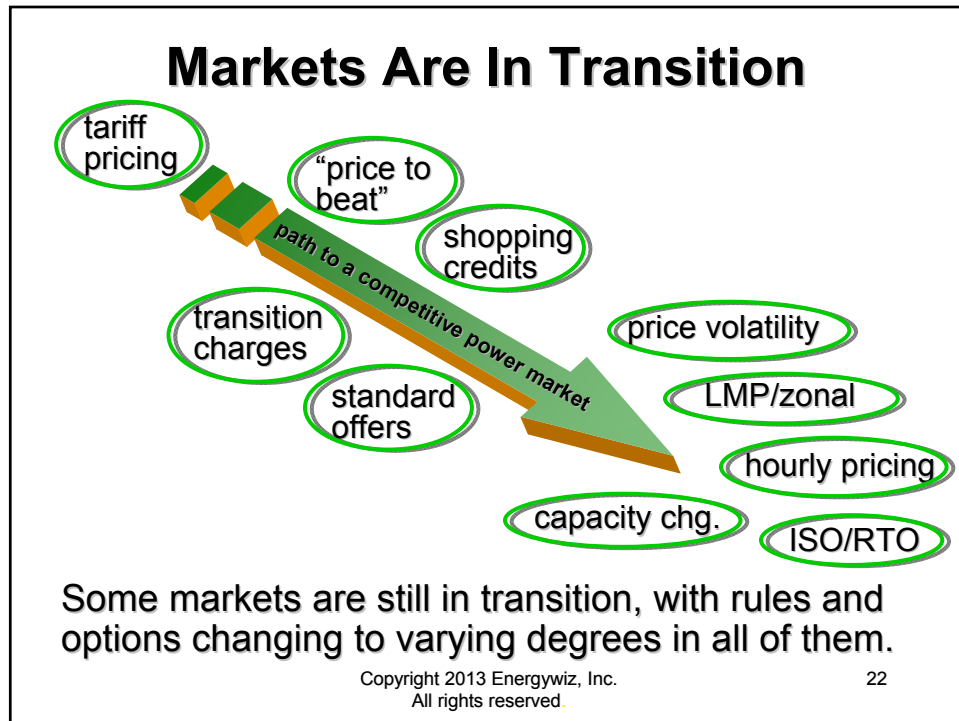 Markets Are In Transition
tariff
pricing
“price to
beat”
shopping
credits
path to a competitive power market
transition
charges
standard
offers
price volatility
LMP/zonal
hourly pricing
capacity chg.
ISO/RTO
Some markets are still in transition, with rules and
options changing to varying degrees in all of them.
Copyright 2013 Energywiz, Inc.
All rights reserved.
22